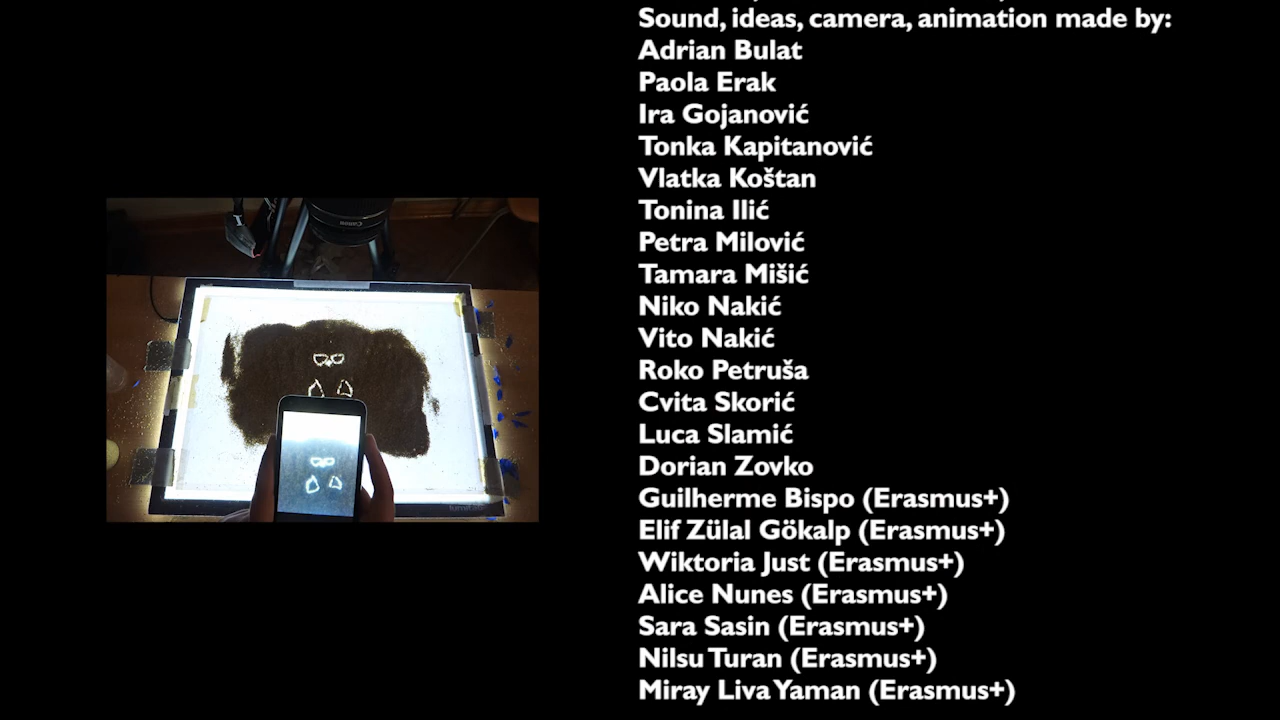 Sound, ideas, camera, animation made by:
Adrian Bulat
Paola Erak
Ira Gojanović
Tonka Kapitanović
Vlatka Koštan
Tonina Ilić
Petra Milović
Tamara Mišić
Niko Nakić
Vito Nakić
Roko Petruša
Cvita Skorić
Luca Slamić
Dorian Zovko
Guilherme Bispo (Erasmus+)
Elif Zülal Gökalp (Erasmus+)
Wiktoria Just (Erasmus+)
Alice Nunes (Erasmus+)
Sara Sasin (Erasmus+)
Nilsu Turan (Erasmus+)
Miray Liva Yaman (Erasmus+)